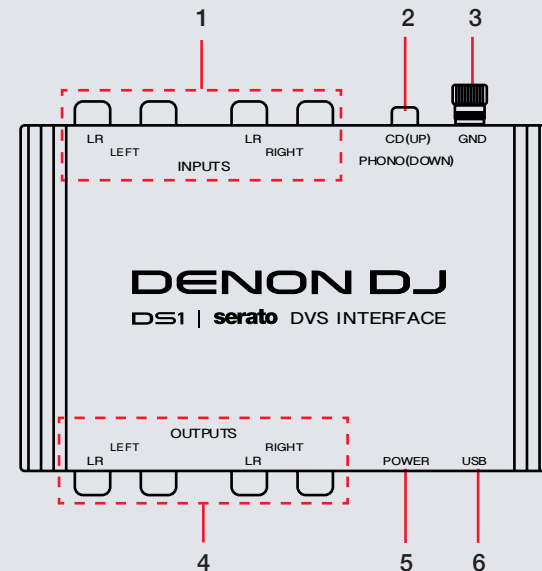 1 2 3
LR LR CD(UP) GND
LEFT RIGHT
INPUTS PHONO(DOWN)
DENON DJ
DS1 | serato DVS INTERFACE
OUTPUTS
LEFT RIGHT
LR LR POWER USB
4 5 6